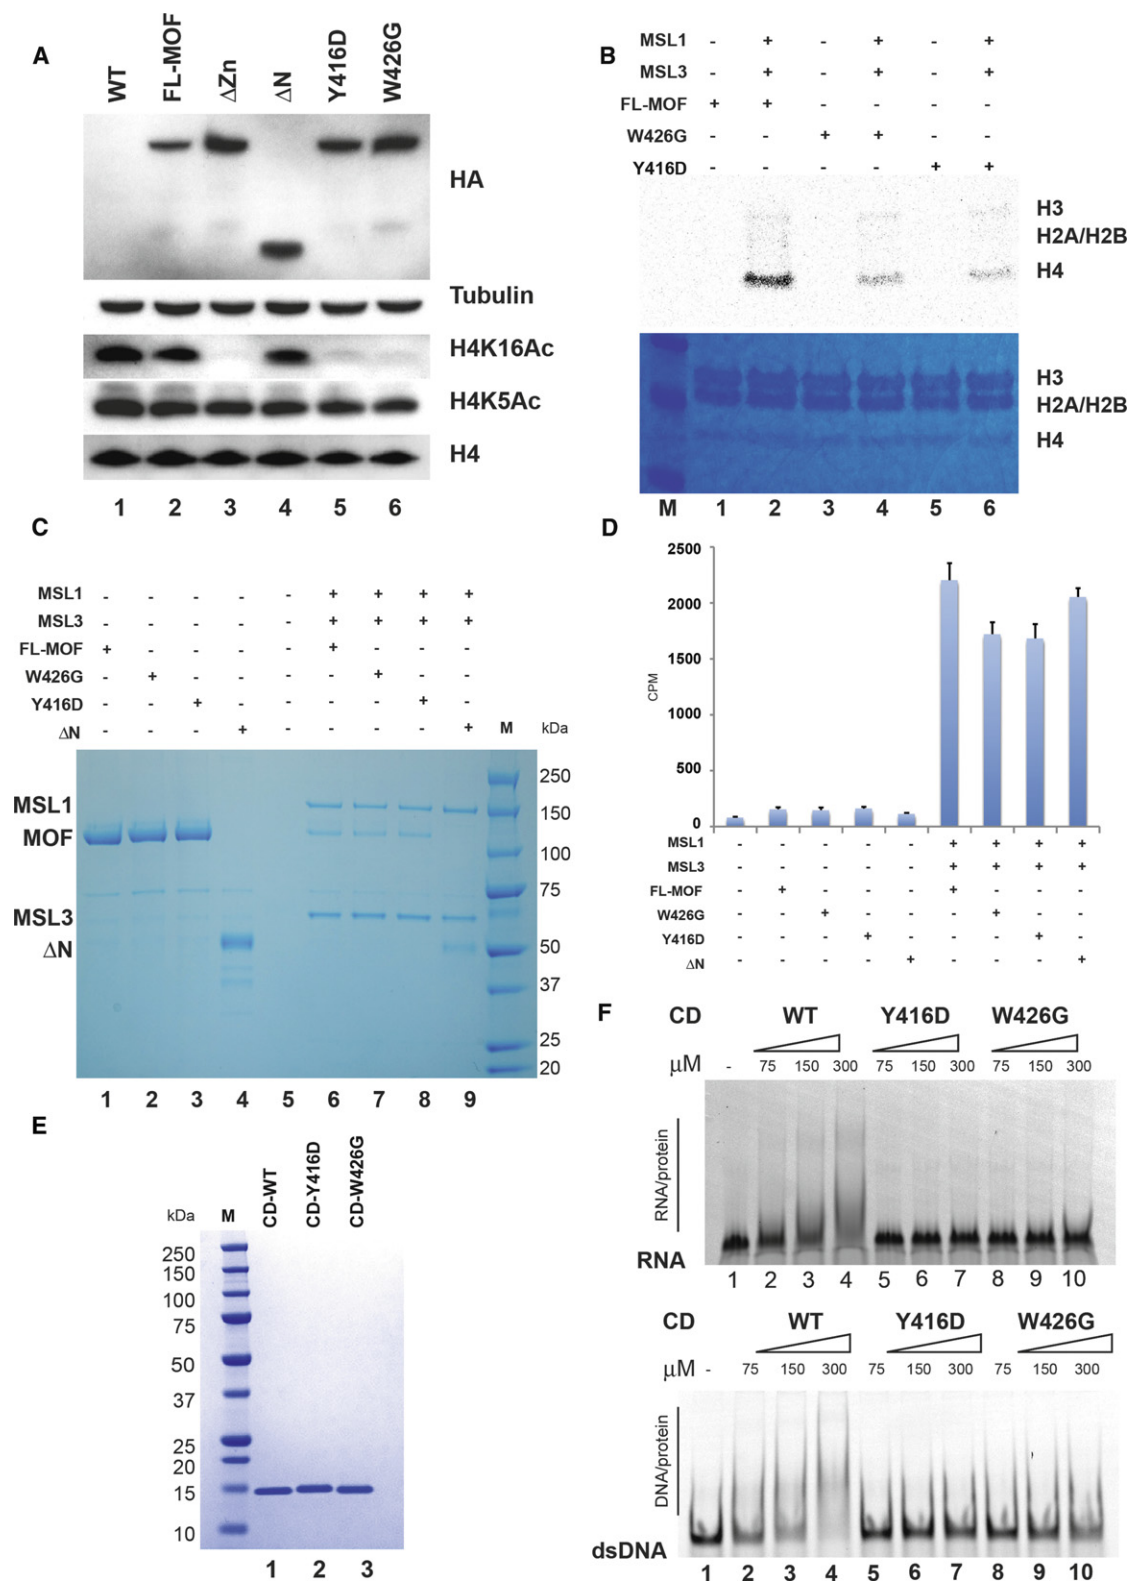 A
WT FL-MOF ΔZn ΔN Y416D W426G
HA
Tubulin
H4K16Ac
H4K5Ac
H4
1 2 3 4 5 6
B
MSL1 - + - + - +
MSL3 - + - + - +
FL-MOF + + - - - -
W426G - - + + - -
Y416D - - - - + +
H3
H2A/H2B
H4
H3
H2A/H2B
H4
M 1 2 3 4 5 6
C
MSL1 - - - - - + + + +
MSL3 - - - - - + + + +
FL-MOF + - - - - + - - -
W426G - + - - - - + - -
Y416D - - + - - - - + -
ΔN - - - + - - - - + M kDa
MSL1
MOF
MSL3
ΔN
250
150
100
75
50
37
25
20
1 2 3 4 5 6 7 8 9
D
2500
2000
1500
1000
500
0
CPM
MSL1 - - - - - + + + +
MSL3 - - - - - + + + +
FL-MOF - + - - - + - - -
W426G - - + - - - + - -
Y416D - - - + - - - + -
ΔN - - - - + - - - +
E
kDa M CD-WT CD-Y416D CD-W426G
250
150
100
75
50
37
25
20
15
10
1 2 3
F
CD WT Y416D W426G
μM - 75 150 300 75 150 300 75 150 300
RNA/protein
RNA
1 2 3 4 5 6 7 8 9 10
CD WT Y416D W426G
μM - 75 150 300 75 150 300 75 150 300
DNA/protein
dsDNA
1 2 3 4 5 6 7 8 9 10